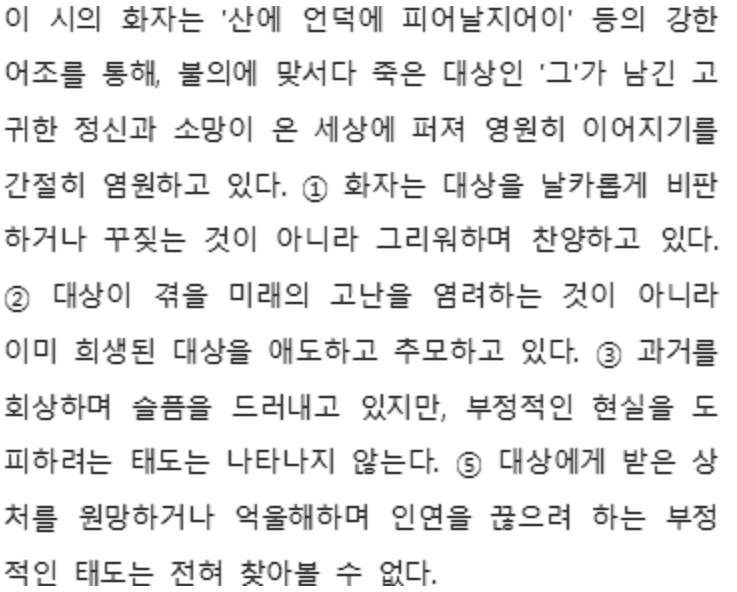 이 시의 화자는 '산에 언덕에 피어날지어이' 등의 강한
어조를 통해, 불의에 맞서다 죽은 대상인 '그'가 남긴 고
귀한 정신과 소망이 온 세상에 퍼져 영원히 이어지기를
간절히 염원하고 있다. ① 화자는 대상을 날카롭게 비판
하거나 꾸짖는 것이 아니라 그리워하며 찬양하고 있다.
② 대상이 겪을 미래의 고난을 염려하는 것이 아니라
이미 희생된 대상을 애도하고 추모하고 있다. ③ 과거를
회상하며 슬픔을 드러내고 있지만, 부정적인 현실을 도
피하려는 태도는 나타나지 않는다. ⑤ 대상에게 받은 상
처를 원망하거나 억울해하며 인연을 끊으려 하는 부정
적인 태도는 전혀 찾아볼 수 없다.